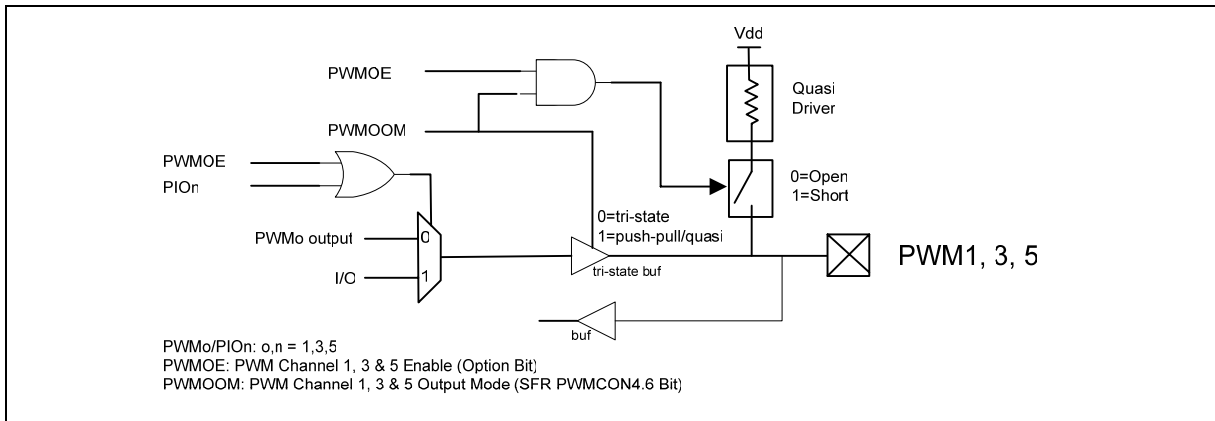 Vdd
PWMOE
Quasi
Driver
PWMOOM
PWMOE
PIOn
0=Open
1=Short
0=tri-state
1=push-pull/quasi
PWMo output
0
I/O
1
tri-state buf
PWM1, 3, 5
buf
PWMo/PIOn: o,n = 1,3,5
PWMOE: PWM Channel 1, 3 & 5 Enable (Option Bit)
PWMOOM: PWM Channel 1, 3 & 5 Output Mode (SFR PWMCON4.6 Bit)